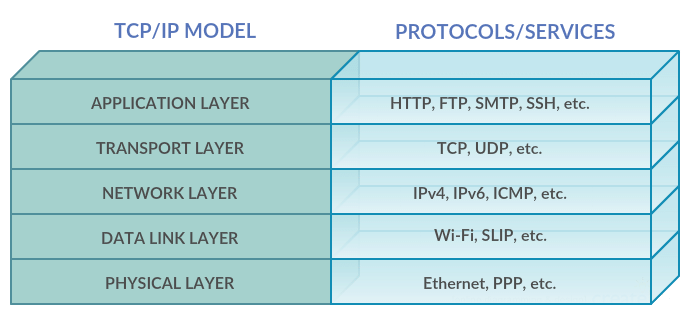 TCP/IP MODEL PROTOCOLS/SERVICES
APPLICATION LAYER HTTP, FTP, SMTP, SSH, etc.
TRANSPORT LAYER TCP, UDP, etc.
NETWORK LAYER IPv4, IPv6, ICMP, etc.
DATA LINK LAYER Wi-Fi, SLIP, etc.
PHYSICAL LAYER Ethernet, PPP, etc.